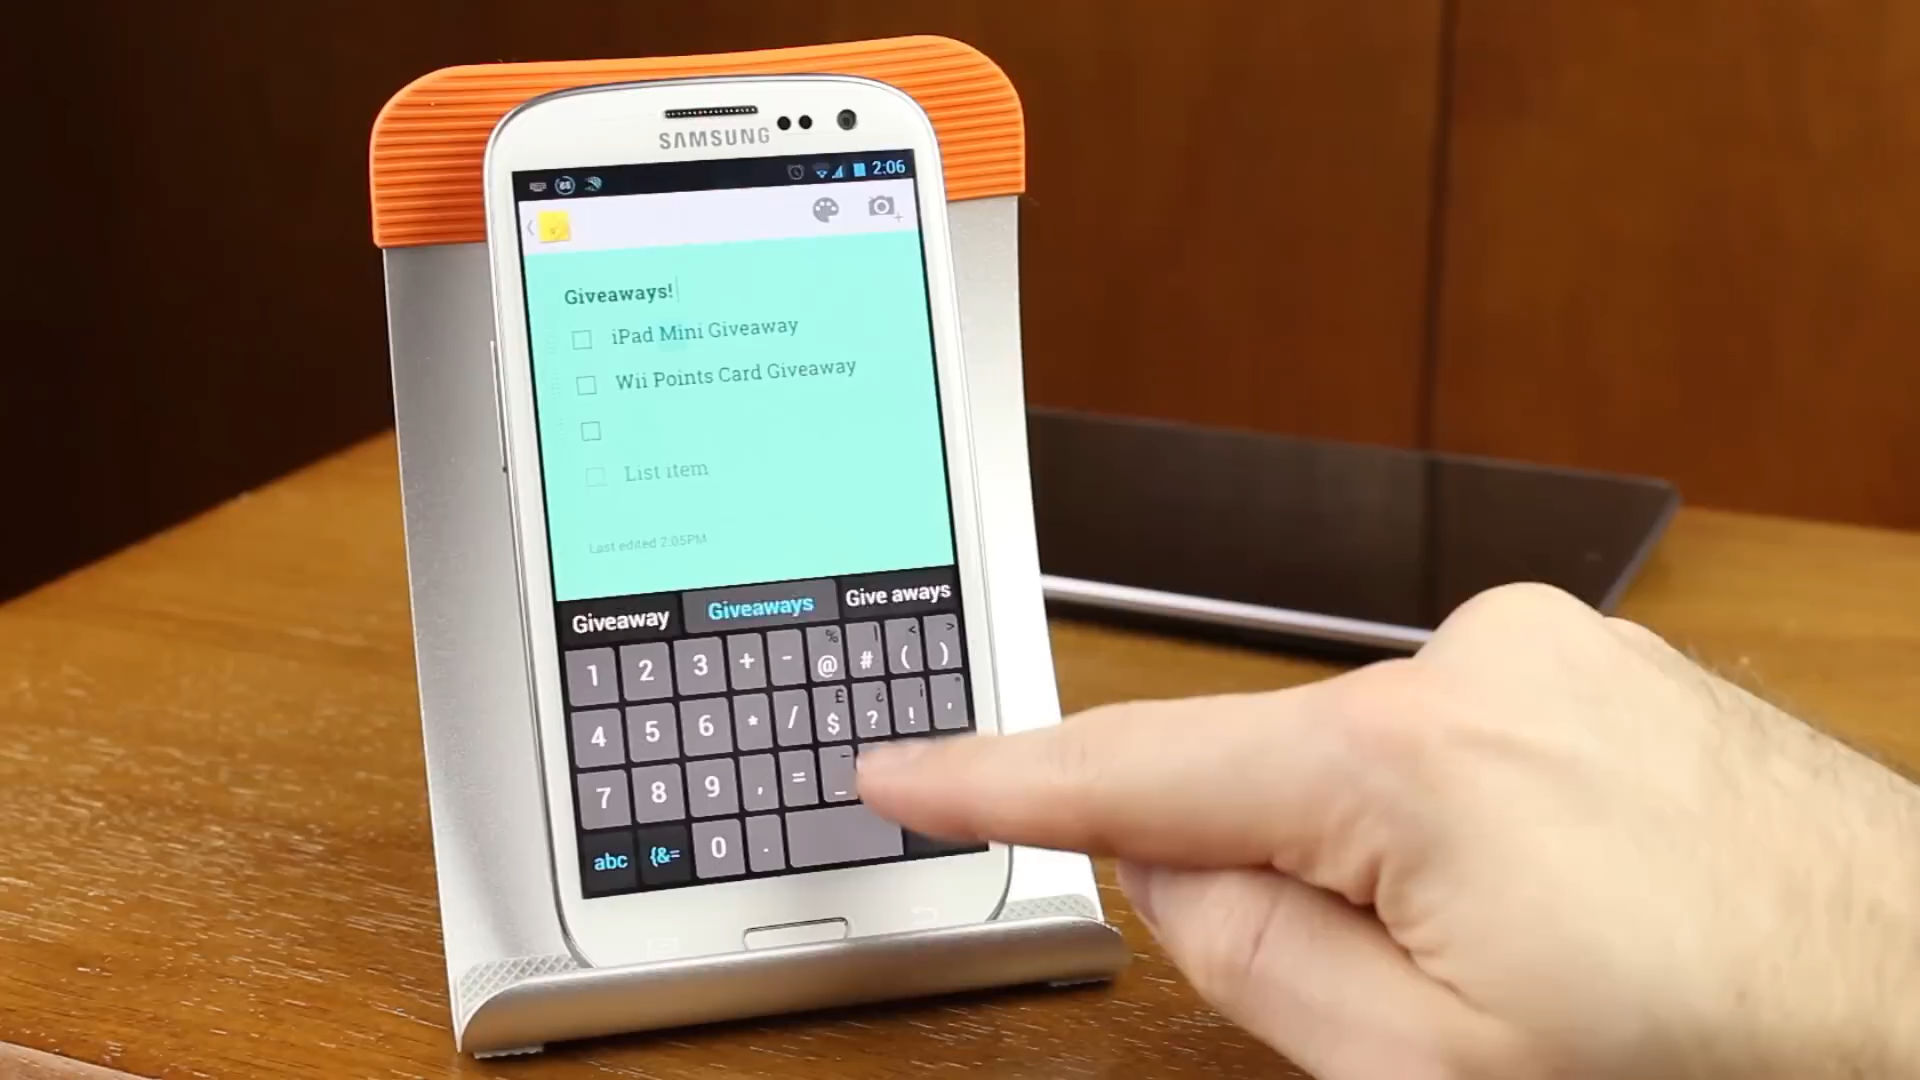 SAMSUNG
68 2:06
Giveaways!
iPad Mini Giveaway
Wii Points Card Giveaway
List item
Last edited 2:05PM
Giveaway Giveaways Give aways
1 2 3 + - % @ | # < ( > )
4 5 6 * / £ $ ¿ ? ¡ ! " '
7 8 9 , = _
abc {&= 0 .